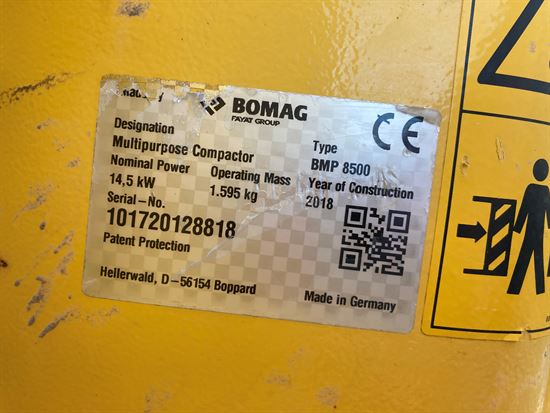 BOMAG
FAYAT GROUP
CE
Designation
Multipurpose Compactor
Type
BMP 8500
Nominal Power
14,5 kW
Operating Mass
1.595 kg
Year of Construction
2018
Serial-No.
101720128818
Patent Protection
Hellerwald, D-56154 Boppard
Made in Germany